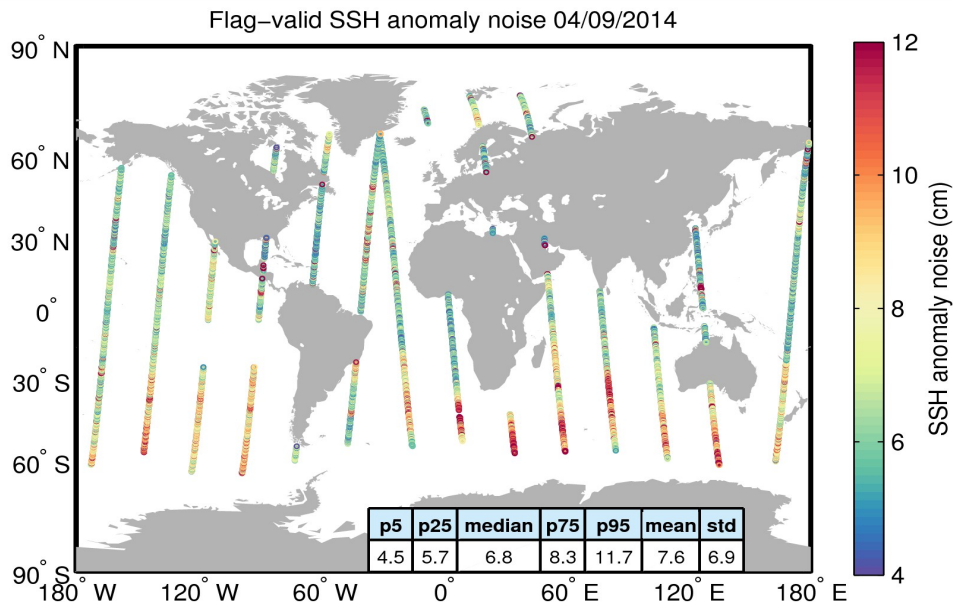 Flag−valid SSH anomaly noise 04/09/2014
90° N
60° N
30° N
0°
30° S
60° S
90° S
180° W
120° W
60° W
0°
60° E
120° E
180° E
p5 p25 median p75 p95 mean std
4.5 5.7 6.8 8.3 11.7 7.6 6.9
12
10
8
6
4
SSH anomaly noise (cm)